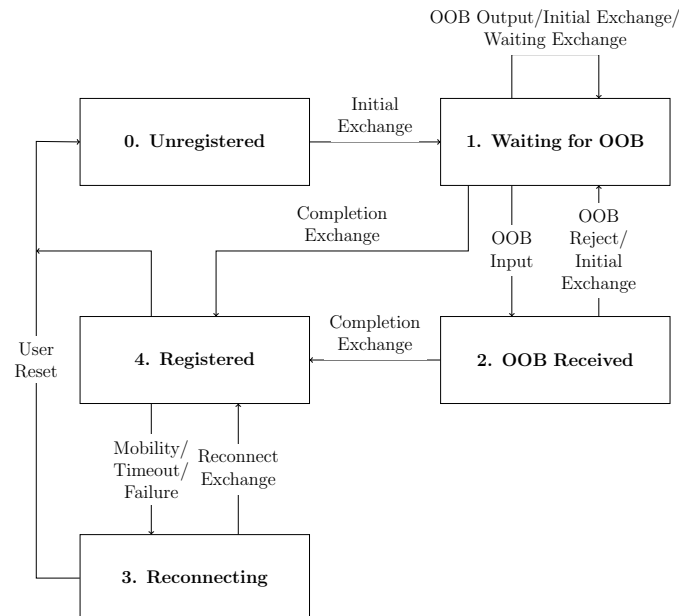 OOB Output/Initial Exchange/
Waiting Exchange
0. Unregistered
Initial
Exchange
1. Waiting for OOB
Completion
Exchange
OOB
Input
OOB
Reject/
Initial
Exchange
User
Reset
4. Registered
Completion
Exchange
2. OOB Received
Mobility/
Timeout/
Failure
Reconnect
Exchange
3. Reconnecting